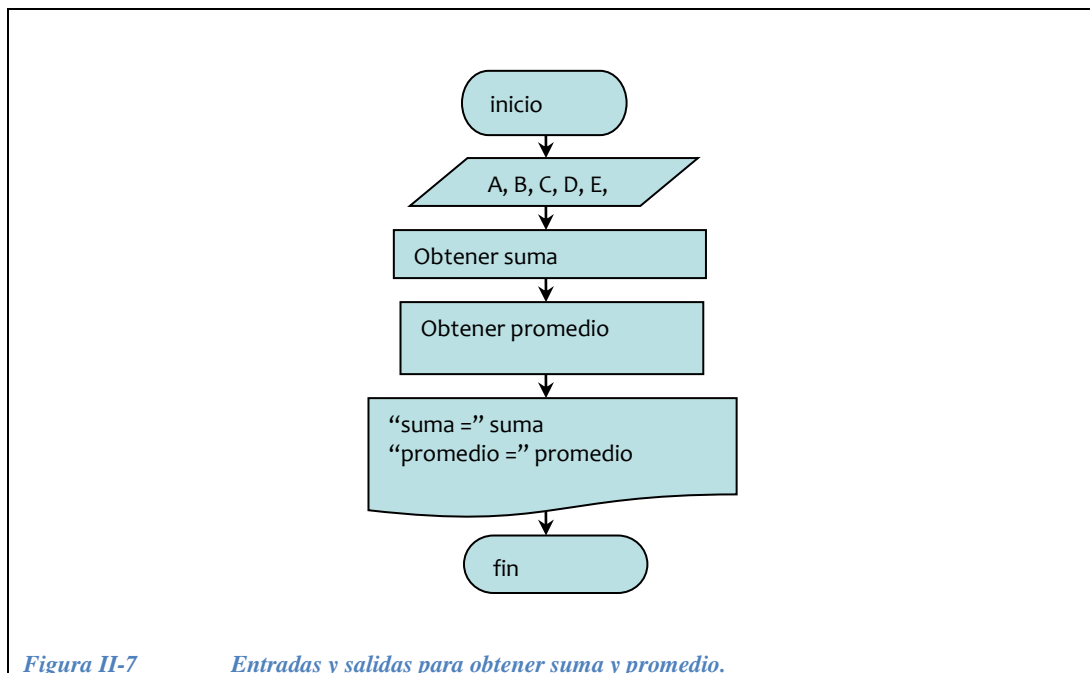 inicio
A, B, C, D, E,
Obtener suma
Obtener promedio
“suma =” suma
“promedio =” promedio
fin
Figura II-7 Entradas y salidas para obtener suma y promedio.